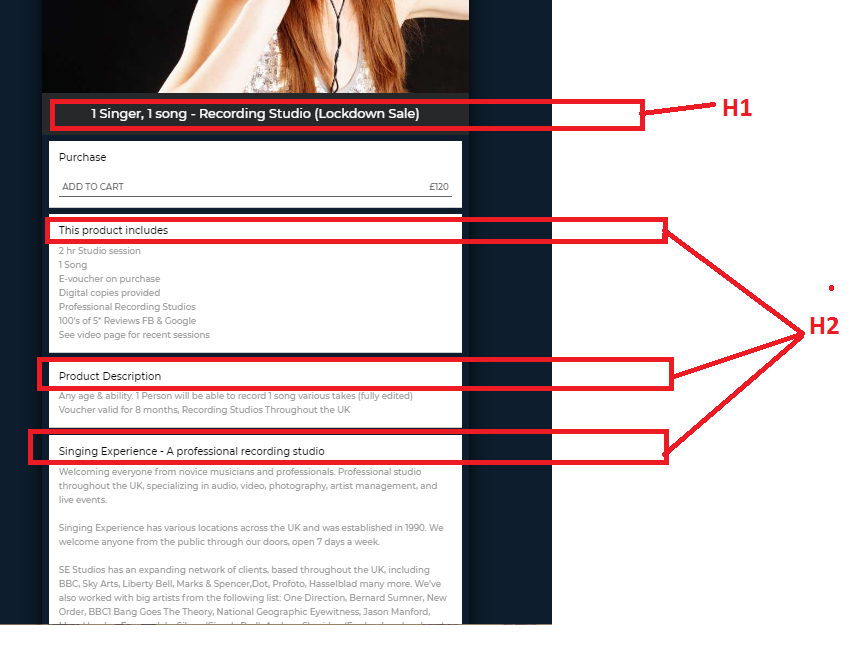 1 Singer, 1 song - Recording Studio (Lockdown Sale)
H1
Purchase
ADD TO CART £120
This product includes
2 hr Studio session
1 Song
E-voucher on purchase
Digital copies provided
Professional Recording Studios
100's of 5* Reviews FB & Google
See video page for recent sessions
H2
Product Description
Any age & ability. 1 Person will be able to record 1 song various takes (fully edited)
Voucher valid for 8 months, Recording Studios Throughout the UK
Singing Experience - A professional recording studio
Welcoming everyone from novice musicians and professionals. Professional studio
throughout the UK, specializing in audio, video, photography, artist management, and
live events.
Singing Experience has various locations across the UK and was established in 1990. We
welcome anyone from the public through our doors, open 7 days a week.
SE Studios has an expanding network of clients, based throughout the UK, including
BBC, Sky Arts, Liberty Bell, Marks & Spencer,Dot, Profoto, Hasselblad many more. We've
also worked with big artists from the following list: One Direction, Bernard Sumner, New
Order, BBC1 Bang Goes The Theory, National Geographic Eyewitness, Jason Manford,